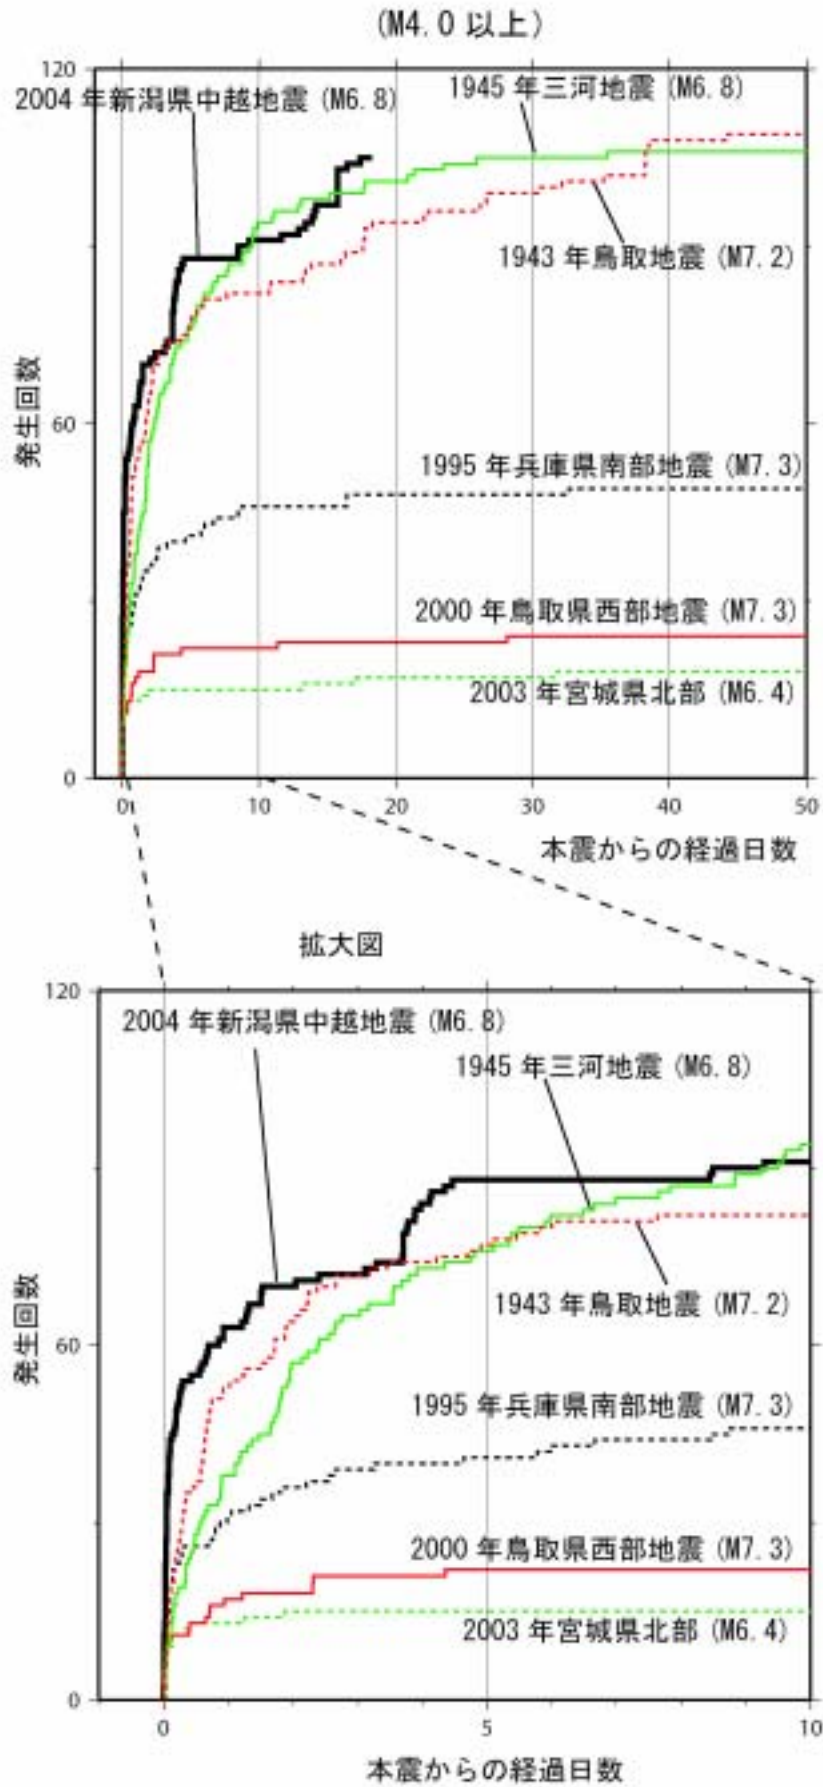 (M4.0 以上)
120
2004 年新潟県中越地震 (M6.8)
1945 年三河地震 (M6.8)
1943 年鳥取地震 (M7.2)
発生回数
60
1995 年兵庫県南部地震 (M7.3)
2000 年鳥取県西部地震 (M7.3)
2003 年宮城県北部 (M6.4)
0
0 10 20 30 40 50
本震からの経過日数
拡大図
120
2004 年新潟県中越地震 (M6.8)
1945 年三河地震 (M6.8)
1943 年鳥取地震 (M7.2)
発生回数
60
1995 年兵庫県南部地震 (M7.3)
2000 年鳥取県西部地震 (M7.3)
2003 年宮城県北部 (M6.4)
0
0 5 10
本震からの経過日数